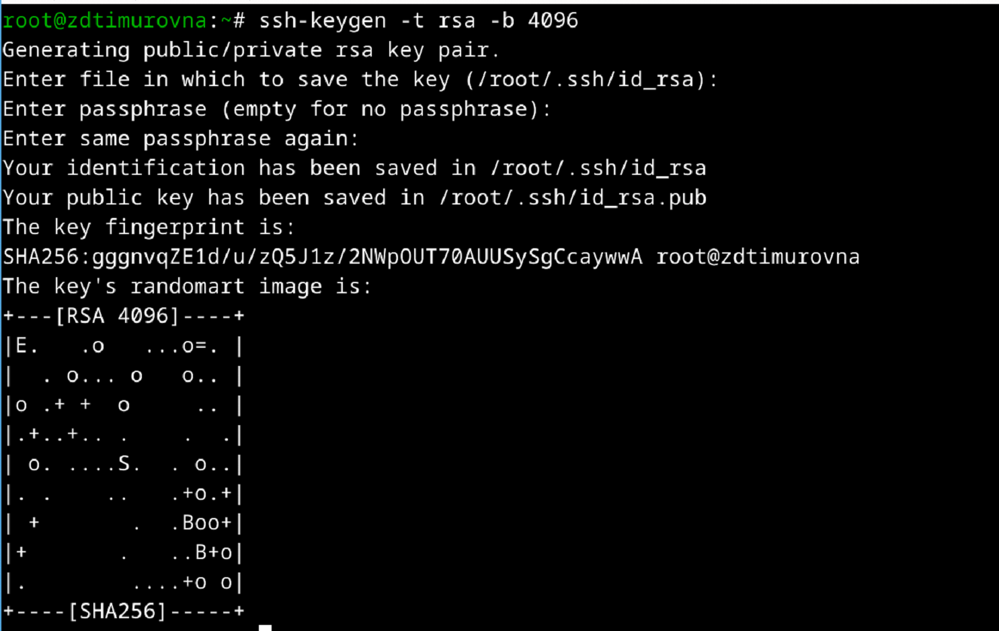 root@zdtimurovna:~# ssh-keygen -t rsa -b 4096
Generating public/private rsa key pair.
Enter file in which to save the key (/root/.ssh/id_rsa):
Enter passphrase (empty for no passphrase):
Enter same passphrase again:
Your identification has been saved in /root/.ssh/id_rsa
Your public key has been saved in /root/.ssh/id_rsa.pub
The key fingerprint is:
SHA256:gggnvqZE1d/u/zQ5J1z/2NWpOUT70AUUSySgCcaywwA root@zdtimurovna
The key's randomart image is:
+---[RSA 4096]----+
|E.   .o   ...o=. |
|  . o... o   o.. |
|o .+ +  o     .. |
|.+..+.. .    .  .|
| o. ....S.  . o..|
|. .    ..   .+o.+|
| +       .  .Boo+|
|+       .   ..B+o|
|.        ....+o o|
+----[SHA256]-----+